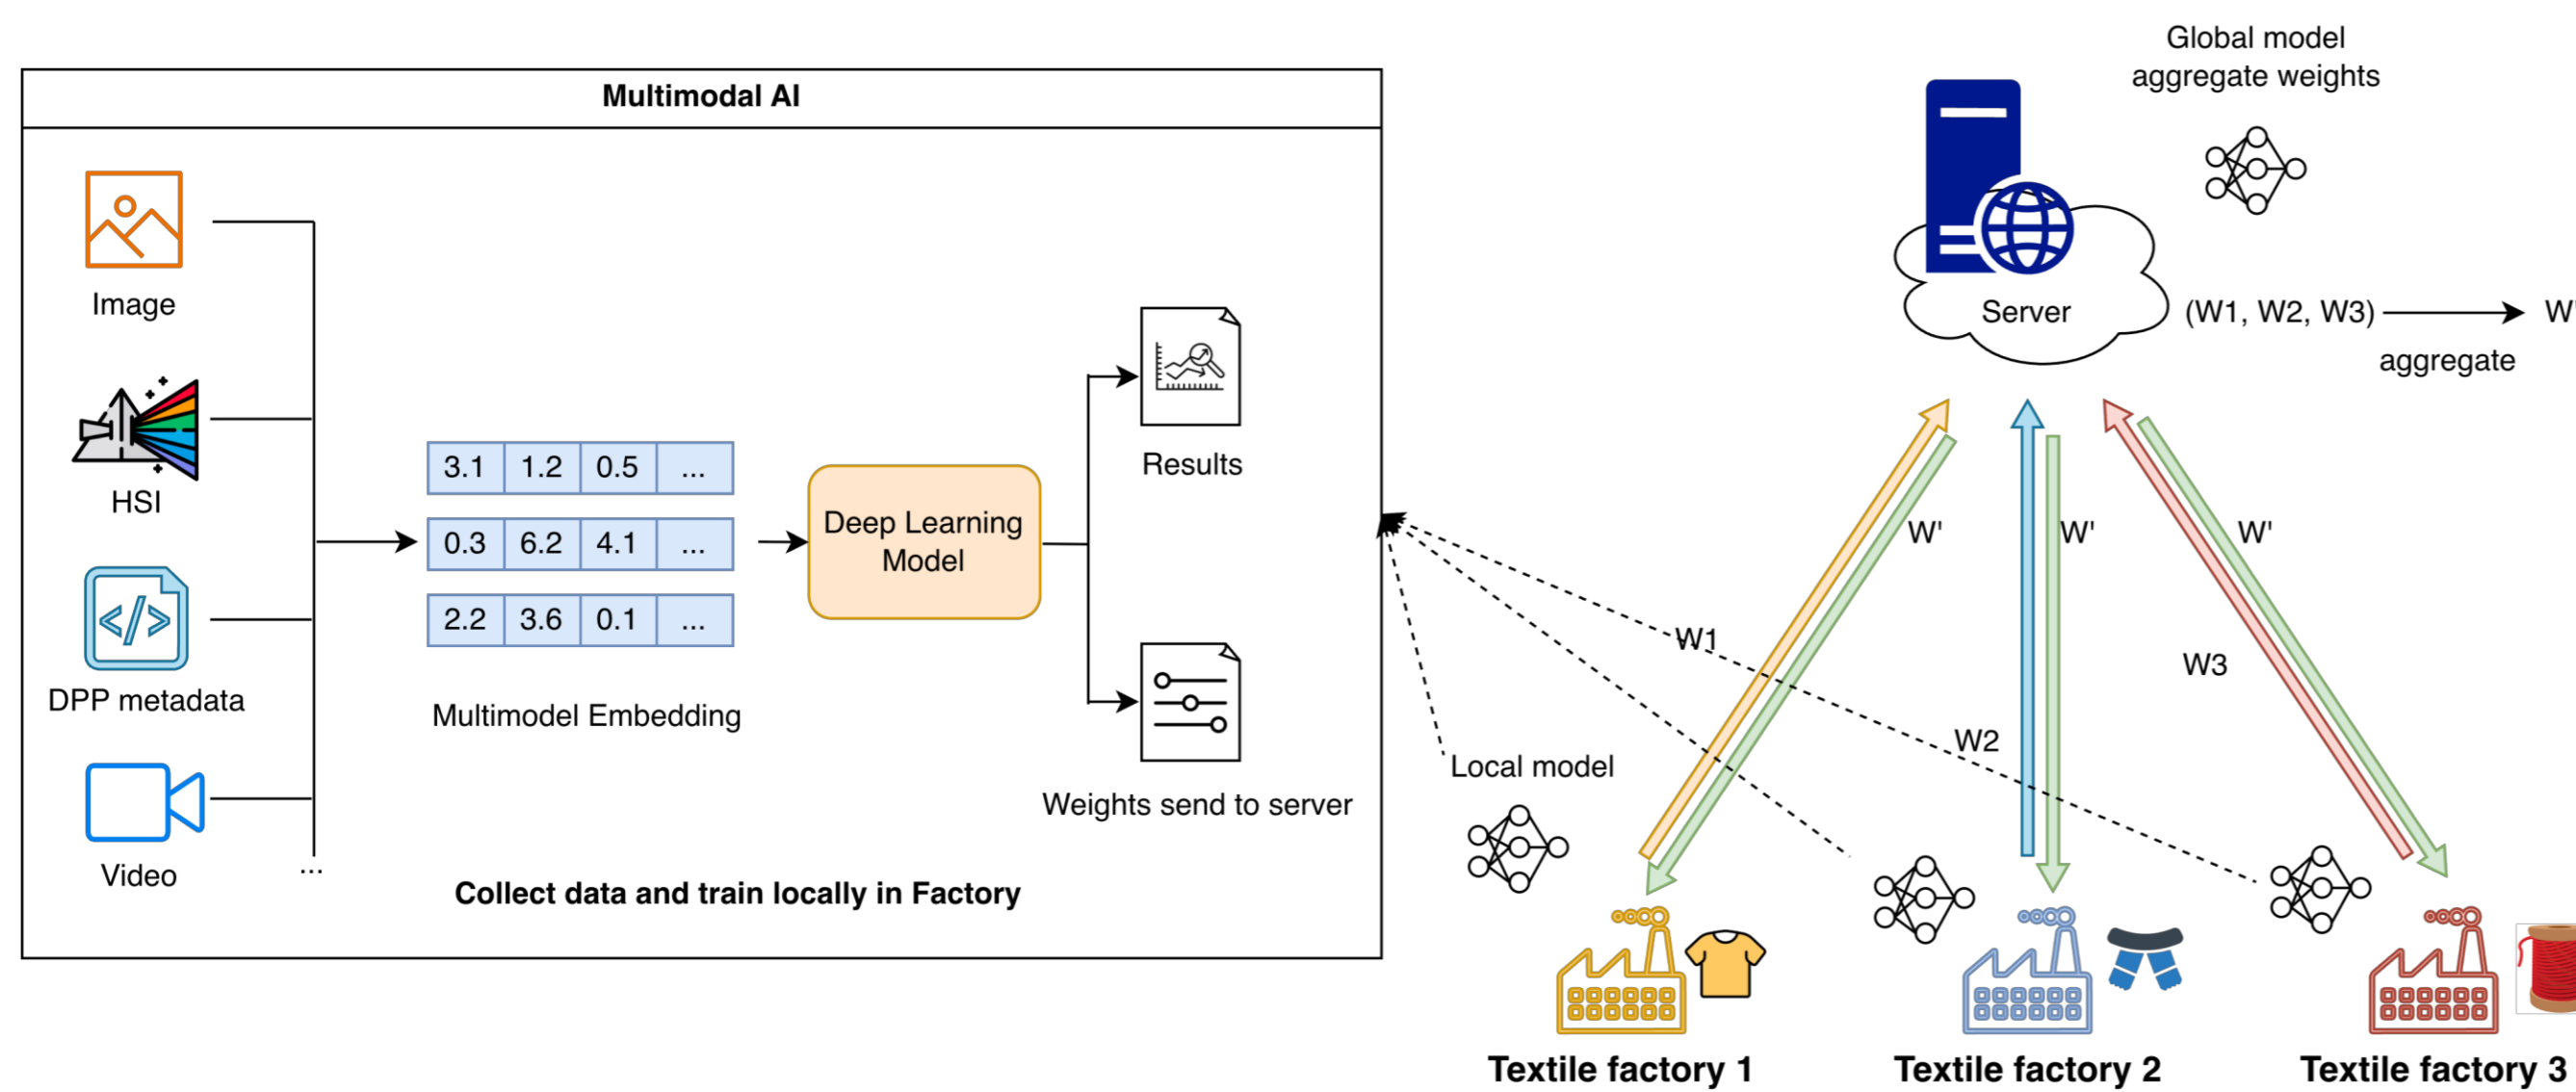 Multimodal AI
Image
HSI
DPP metadata
Video
...
3.1 1.2 0.5 ...
0.3 6.2 4.1 ...
2.2 3.6 0.1 ...
Multimodel Embedding
Deep Learning
Model
Results
Weights send to server
Collect data and train locally in Factory
Global model
aggregate weights
Server
(W1, W2, W3)
W'
aggregate
W'
W'
W'
W1
W2
W3
Local model
Textile factory 1
Textile factory 2
Textile factory 3